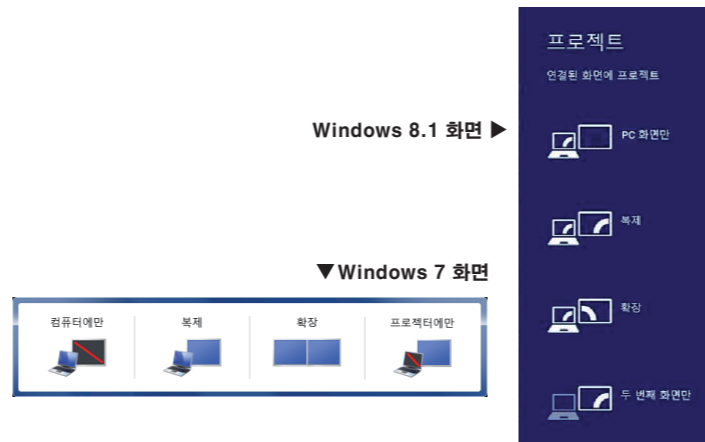 프로젝트
연결된 화면에 프로젝트
Windows 8.1 화면 ▶
PC 화면만
복제
확장
두 번째 화면만
▼Windows 7 화면
컴퓨터에만
복제
확장
프로젝터에만